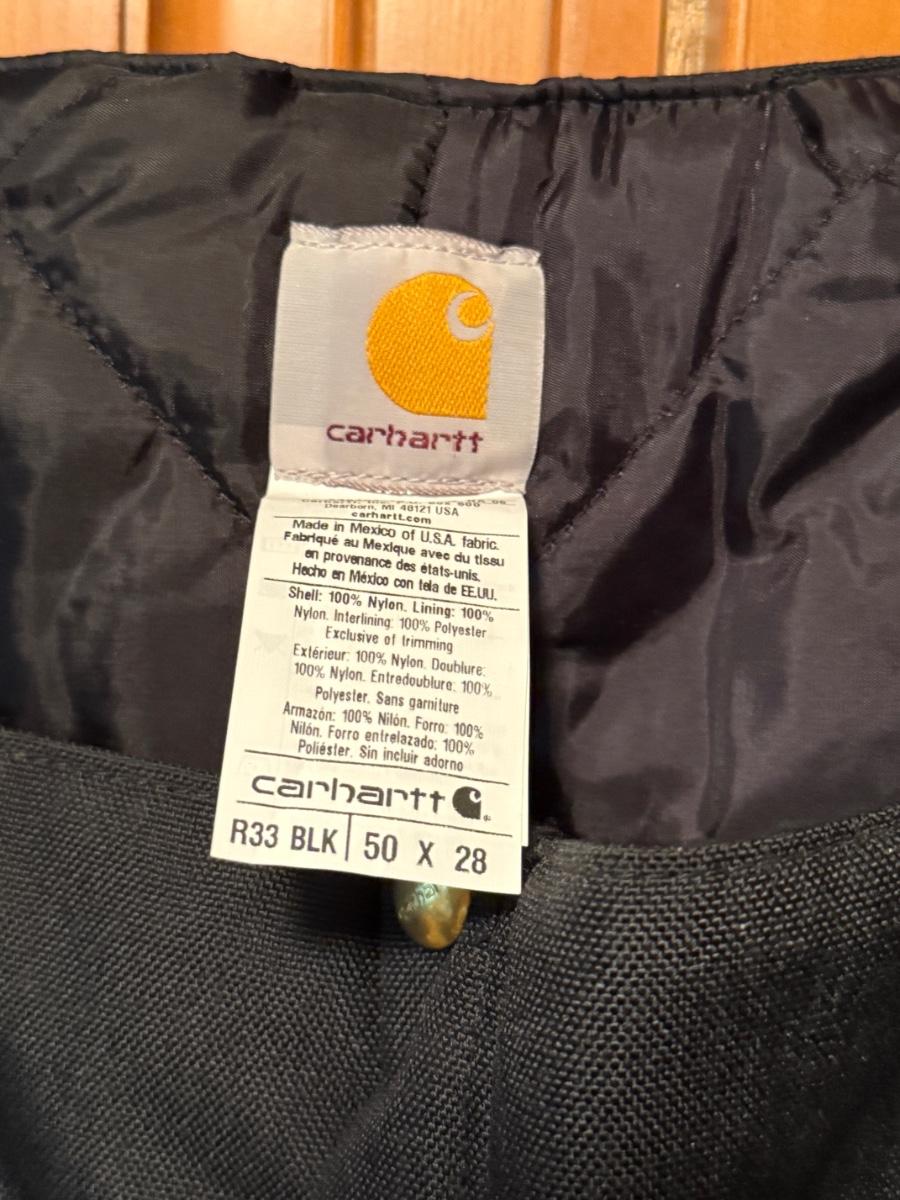 carhartt
Dearborn, MI 48121 USA
carhartt.com
Made in Mexico of U.S.A. fabric.
Fabriqué au Mexique avec du tissu
en provenance des états-unis.
Hecho en México con tela de EE.UU.
Shell: 100% Nylon. Lining: 100%
Nylon. Interlining: 100% Polyester
Exclusive of trimming
Extérieur: 100% Nylon. Doublure:
100% Nylon. Entredoublure: 100%
Polyester. Sans garniture
Armazón: 100% Nilón. Forro: 100%
Nilón. Forro entrelazado: 100%
Poliéster. Sin incluir adorno
carhartt
R33 BLK 50 X 28